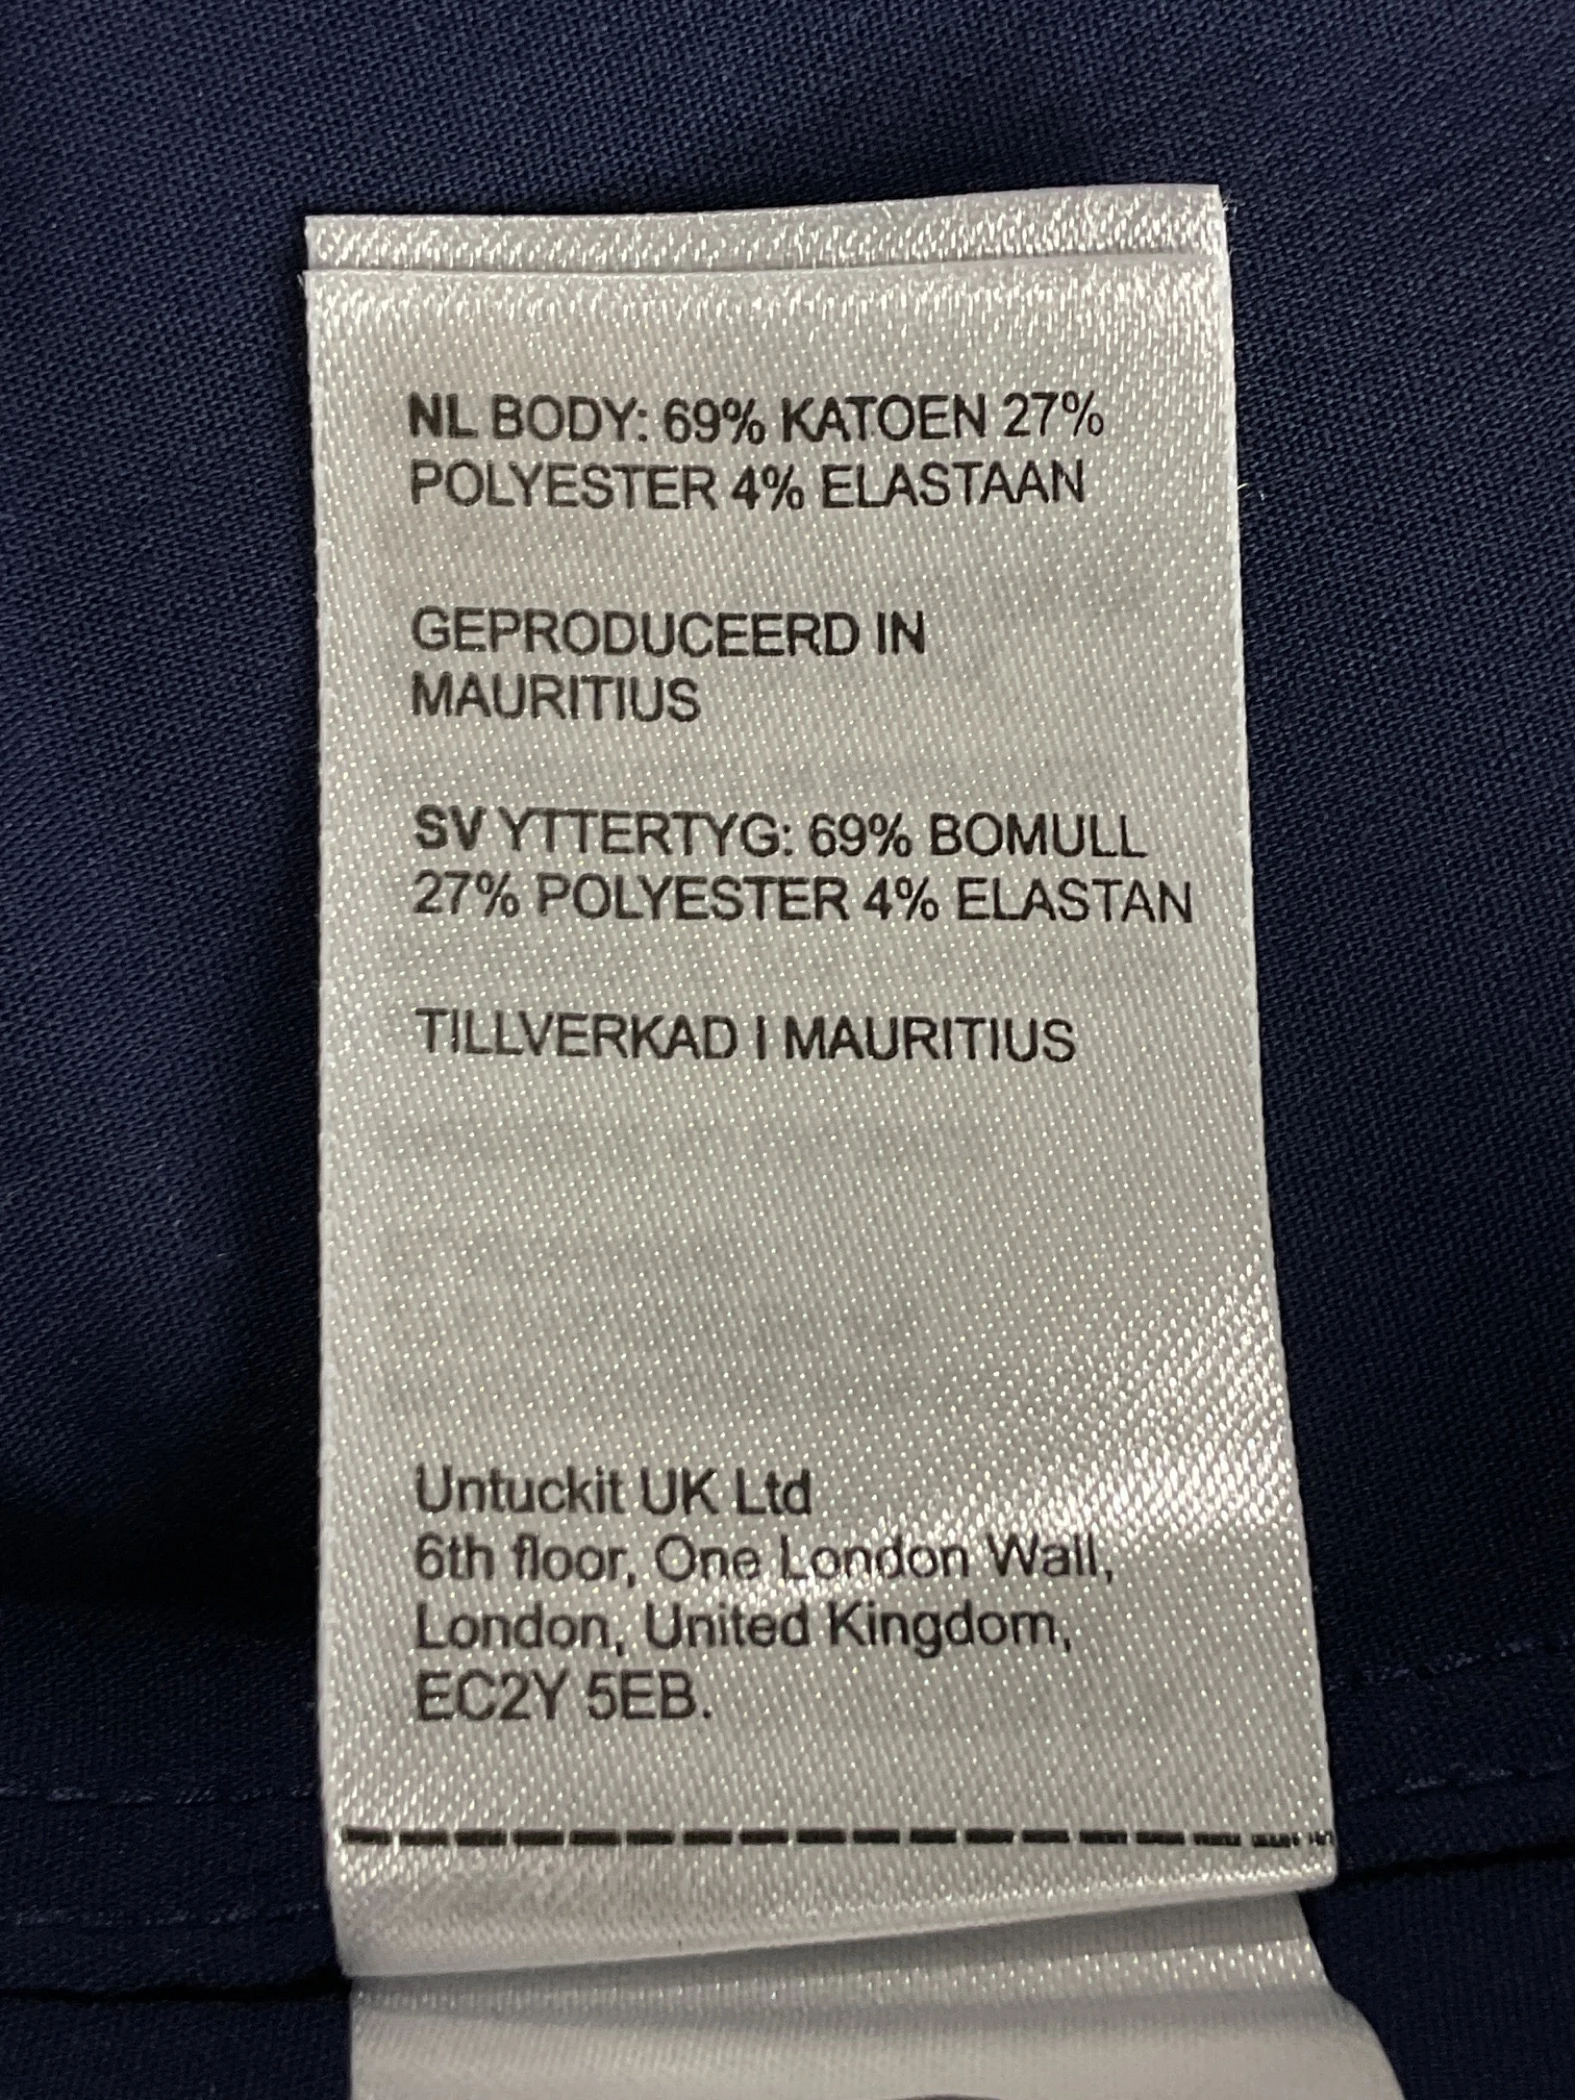 NL BODY: 69% KATOEN 27%
POLYESTER 4% ELASTAAN
GEPRODUCEERD IN
MAURITIUS
SV YTTERTYG: 69% BOMULL
27% POLYESTER 4% ELASTAN
TILLVERKAD I MAURITIUS
Untuckit UK Ltd
6th floor, One London Wall,
London, United Kingdom,
EC2Y 5EB.